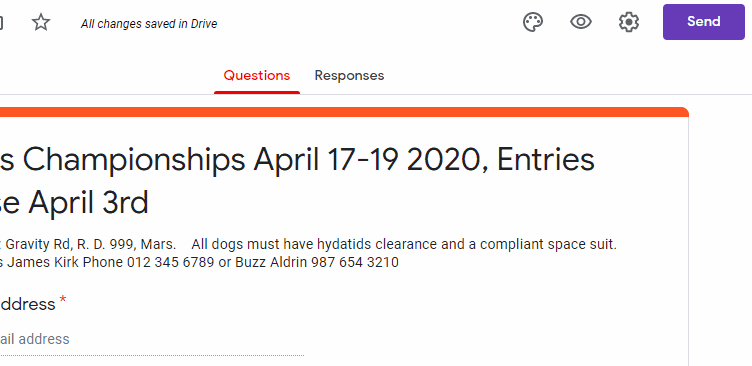 All changes saved in Drive
Send
Questions Responses
s Championships April 17-19 2020, Entries
se April 3rd
t Gravity Rd, R. D. 999, Mars. All dogs must have hydatids clearance and a compliant space suit.
s James Kirk Phone 012 345 6789 or Buzz Aldrin 987 654 3210
ddress *
ail address